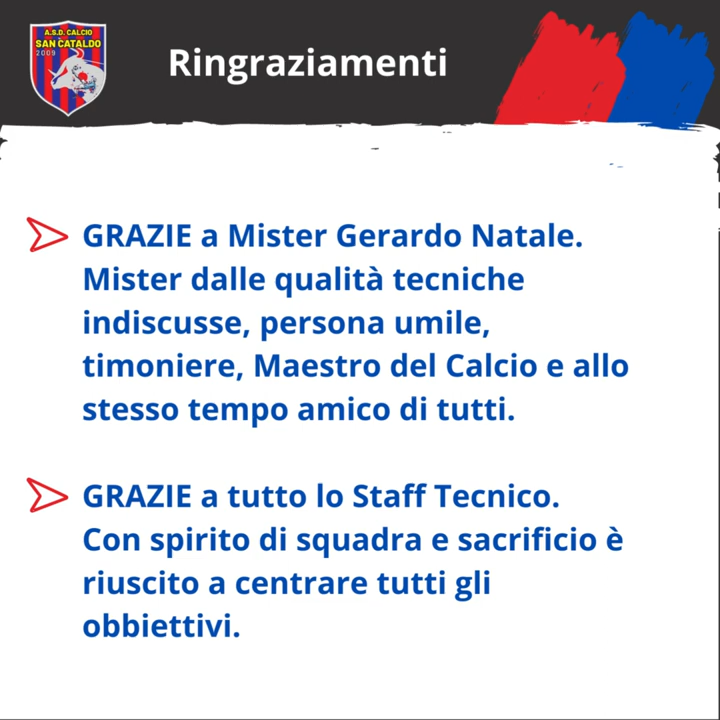 A.S.D. CALCIO
SAN CATALDO
2009
Ringraziamenti
GRAZIE a Mister Gerardo Natale.
Mister dalle qualità tecniche
indiscusse, persona umile,
timoniere, Maestro del Calcio e allo
stesso tempo amico di tutti.
GRAZIE a tutto lo Staff Tecnico.
Con spirito di squadra e sacrificio è
riuscito a centrare tutti gli
obbiettivi.